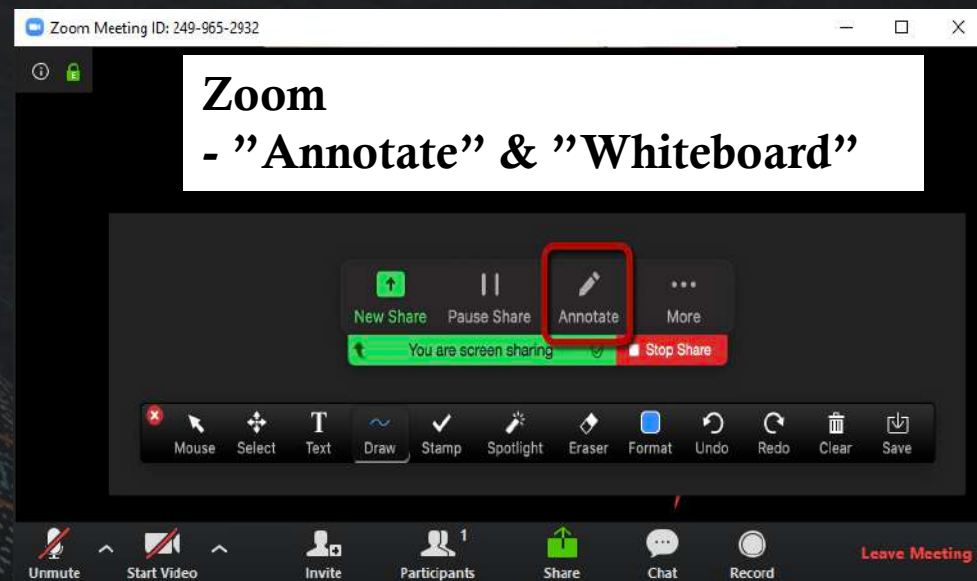 Zoom Meeting ID: 249-965-2932
Zoom
- ”Annotate” & ”Whiteboard”
New Share Pause Share Annotate More
You are screen sharing Stop Share
Mouse Select Text Draw Stamp Spotlight Eraser Format Undo Redo Clear Save
1
Unmute Start Video Invite Participants Share Chat Record Leave Meeting